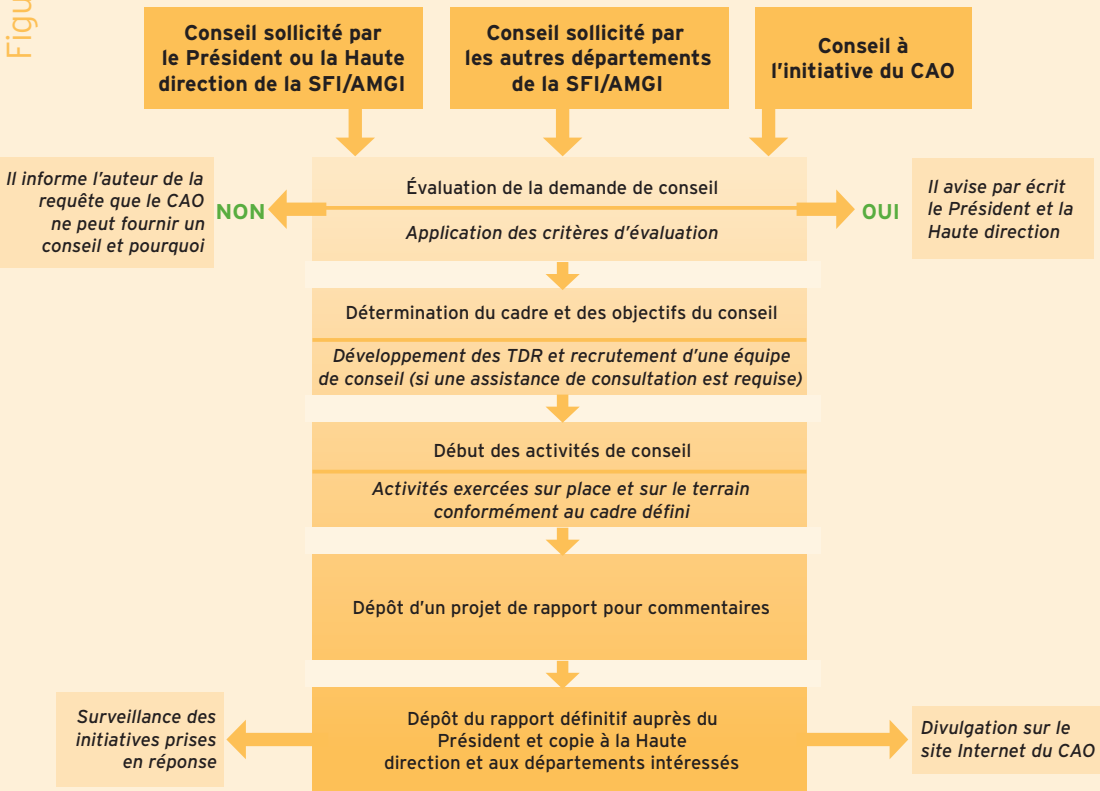 Figu
Conseil sollicité par
le Président ou la Haute
direction de la SFI/AMGI
Conseil sollicité par
les autres départements
de la SFI/AMGI
Conseil à
l'initiative du CAO
Il informe l'auteur de la
requête que le CAO
ne peut fournir un
conseil et pourquoi
NON
Évaluation de la demande de conseil
Application des critères d'évaluation
OUI
Il avise par écrit
le Président et la
Haute direction
Détermination du cadre et des objectifs du conseil
Développement des TDR et recrutement d'une équipe
de conseil (si une assistance de consultation est requise)
Début des activités de conseil
Activités exercées sur place et sur le terrain
conformément au cadre défini
Dépôt d'un projet de rapport pour commentaires
Surveillance des
initiatives prises
en réponse
Dépôt du rapport définitif auprès du
Président et copie à la Haute
direction et aux départements intéressés
Divulgation sur le
site Internet du CAO